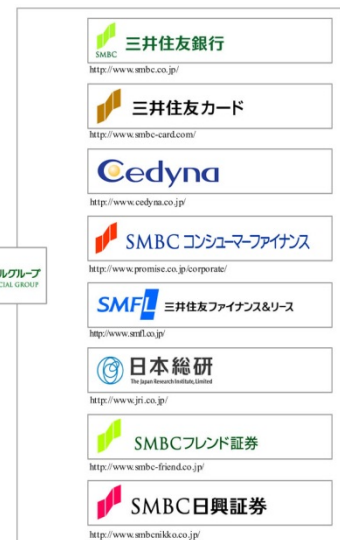 SMBC 三井住友銀行
http://www.smbc.co.jp/
三井住友カード
http://www.smbc-card.com/
Cedyna
http://www.cedyna.co.jp/
SMBCコンシューマーファイナンス
http://www.promise.co.jp/corporate/
ルグループ
CIAL GROUP
SMFL 三井住友ファイナンス&リース
http://www.smfl.co.jp/
日本総研
The Japan Research Institute, Limited
http://www.jri.co.jp/
SMBCフレンド証券
http://www.smbc-friend.co.jp/
SMBC日興証券
http://www.smbcnikko.co.jp/